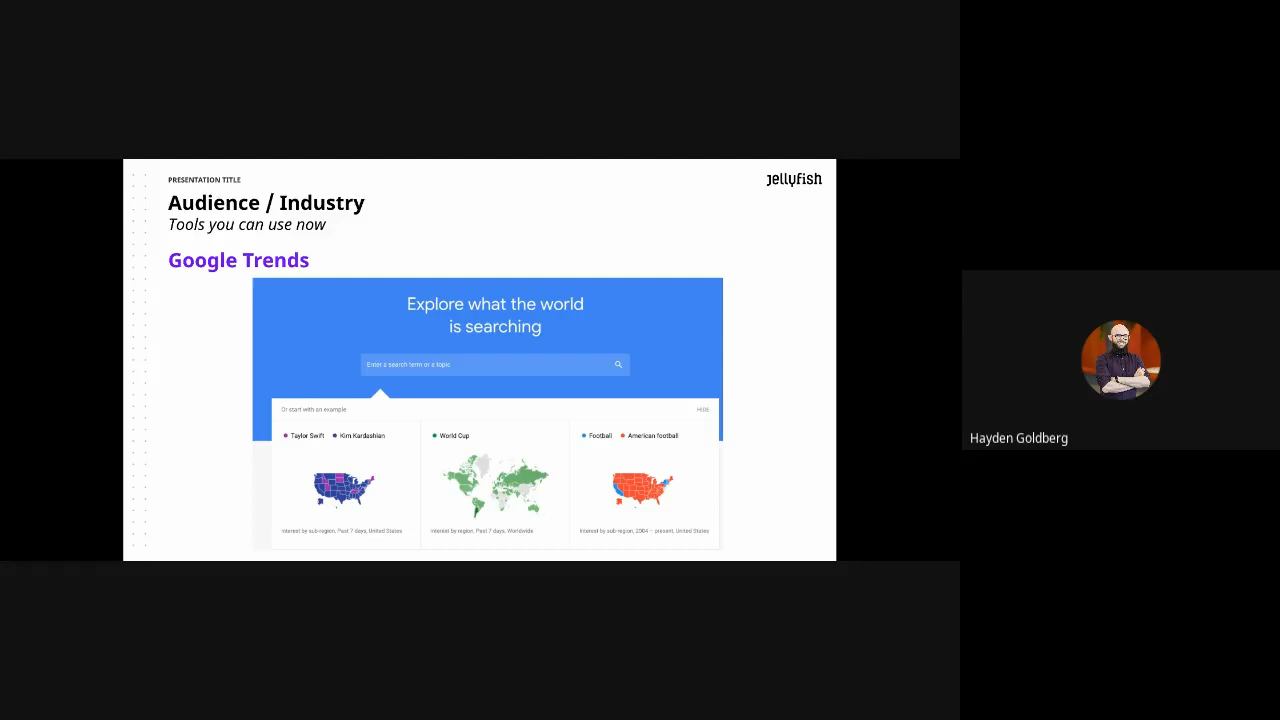 PRESENTATION TITLE
jellyfish
Audience / Industry
Tools you can use now
Google Trends
Explore what the world
is searching
Enter a search term or a topic
Or start with an example
HIDE
Taylor Swift Kim Kardashian
World Cup
Football American football
Interest by sub-region, Past 7 days, United States
Interest by region, Past 7 days, Worldwide
Interest by sub-region, 2004 – present, United States
Hayden Goldberg